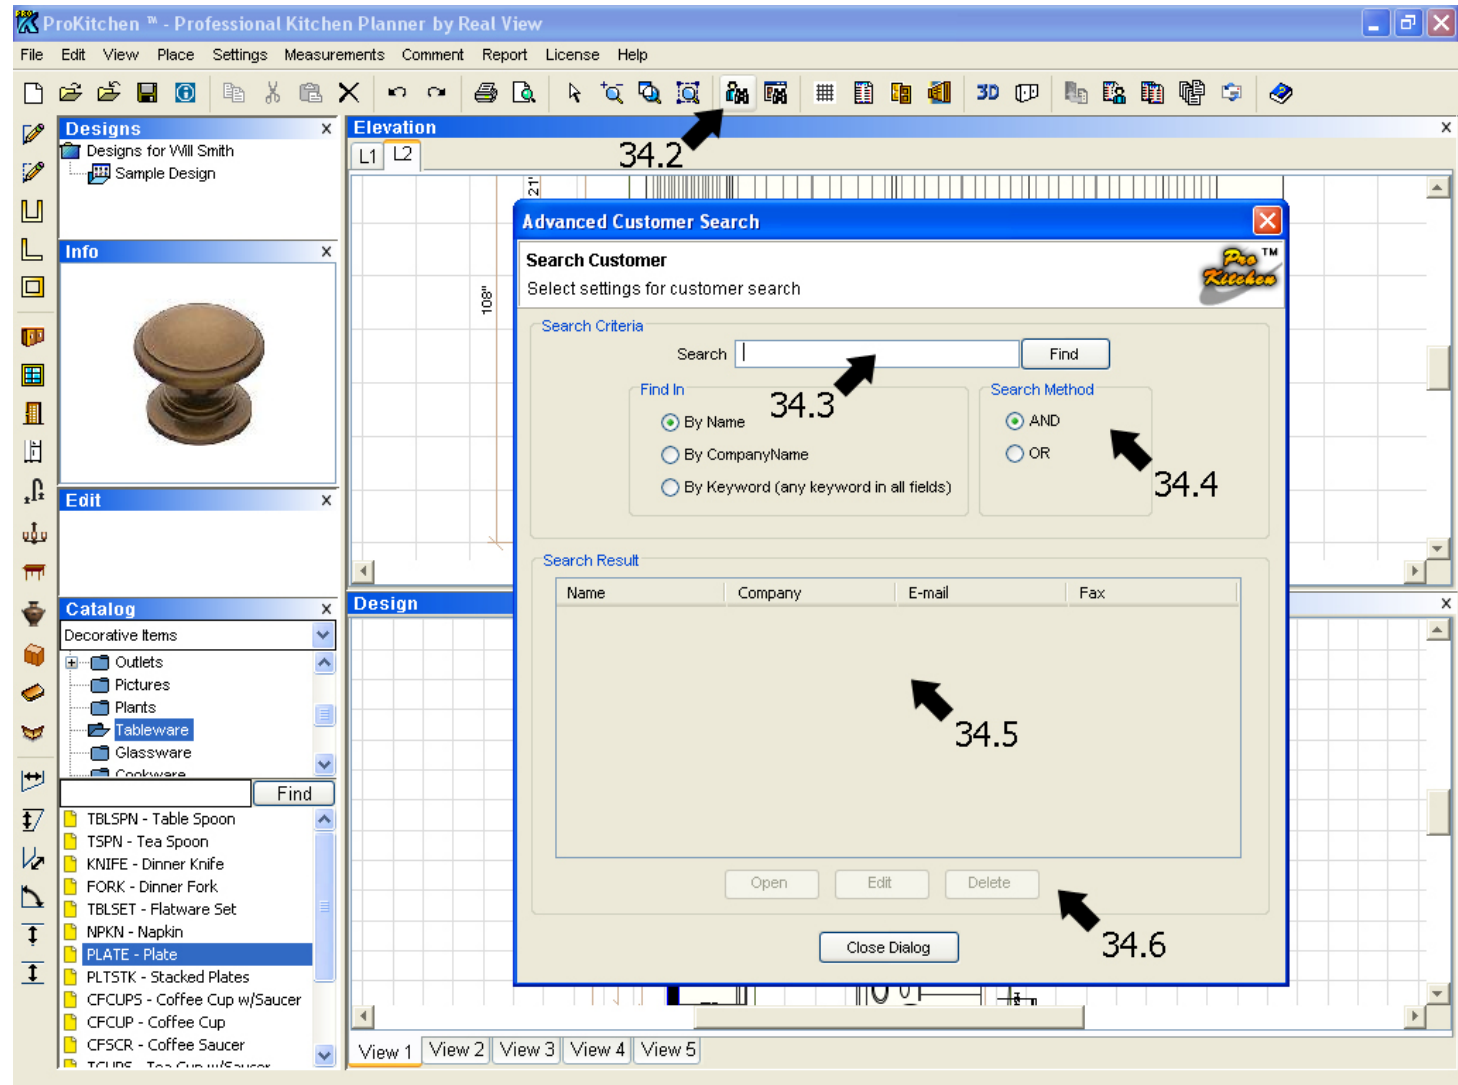 ProKitchen ™ - Professional Kitchen Planner by Real View
File Edit View Place Settings Measurements Comment Report License Help
3D
34.2
Designs x
Designs for Will Smith
Sample Design
Info x
Edit x
Catalog x
Decorative Items
Outlets
Pictures
Plants
Tableware
Glassware
Cookware
Find
TBLSPN - Table Spoon
TSPN - Tea Spoon
KNIFE - Dinner Knife
FORK - Dinner Fork
TBLSET - Flatware Set
NPKN - Napkin
PLATE - Plate
PLTSTK - Stacked Plates
CFCUPS - Coffee Cup w/Saucer
CFCUP - Coffee Cup
CFSCR - Coffee Saucer
TCUPS - Tea Cup w/Saucer
Elevation x
L1 L2
21"
108"
Advanced Customer Search
Search Customer
Select settings for customer search
Pro Kitchen ™
Search Criteria
Search Find
34.3
Find In
By Name
By CompanyName
By Keyword (any keyword in all fields)
Search Method
AND
OR
34.4
Search Result
Name Company E-mail Fax
34.5
Open Edit Delete
34.6
Close Dialog
Design x
View 1 View 2 View 3 View 4 View 5